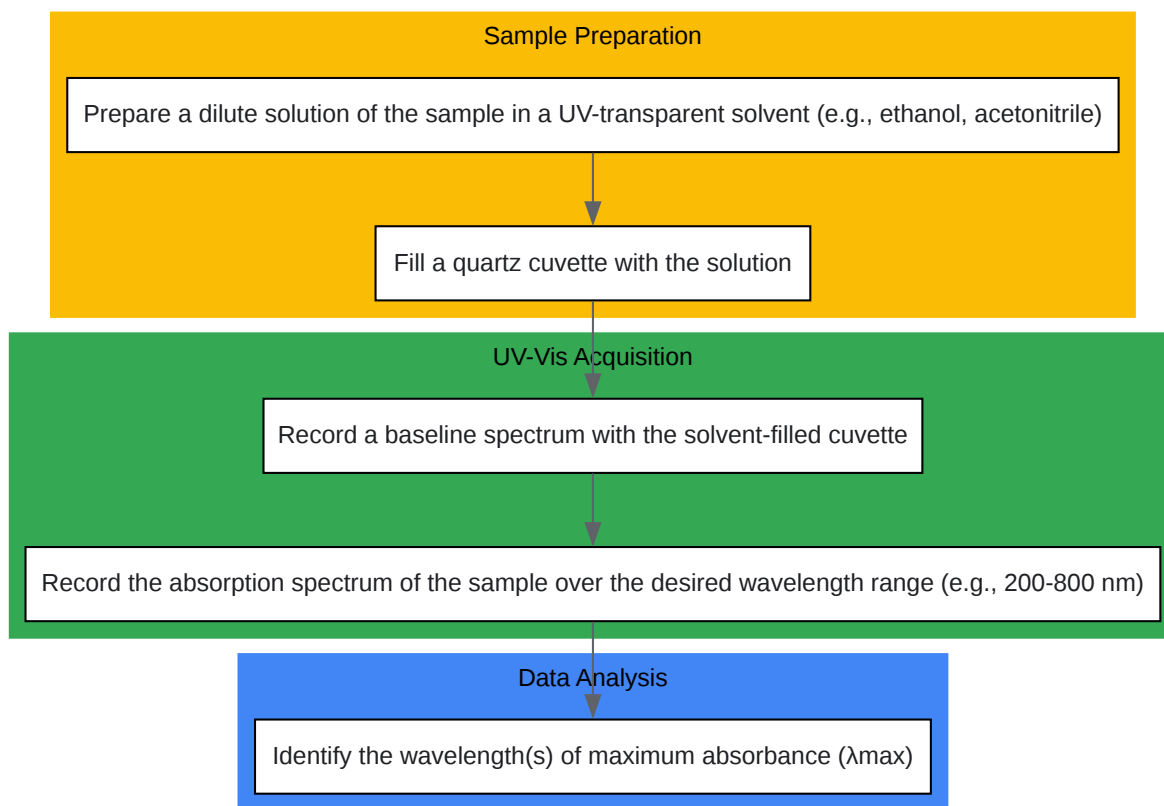 Sample Preparation
Prepare a dilute solution of the sample in a UV-transparent solvent (e.g., ethanol, acetonitrile)
Fill a quartz cuvette with the solution
UV-Vis Acquisition
Record a baseline spectrum with the solvent-filled cuvette
Record the absorption spectrum of the sample over the desired wavelength range (e.g., 200-800 nm)
Data Analysis
Identify the wavelength(s) of maximum absorbance (λmax)